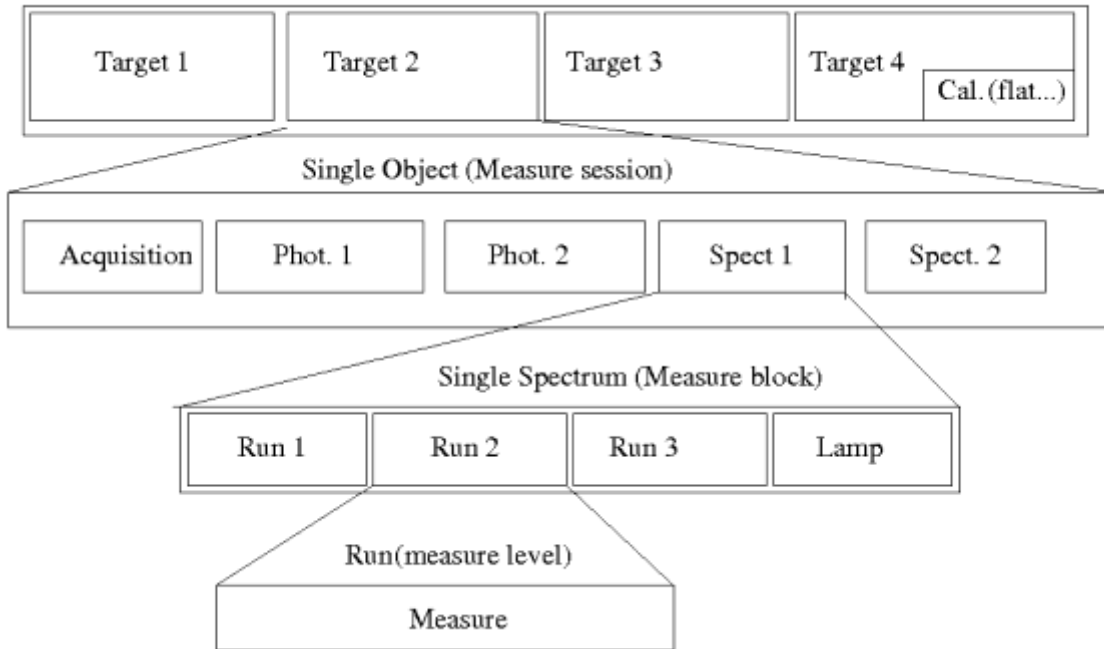 Target 1 Target 2 Target 3 Target 4
Cal. (flat...)
Single Object (Measure session)
Acquisition Phot. 1 Phot. 2 Spect 1 Spect. 2
Single Spectrum (Measure block)
Run 1 Run 2 Run 3 Lamp
Run(measure level)
Measure